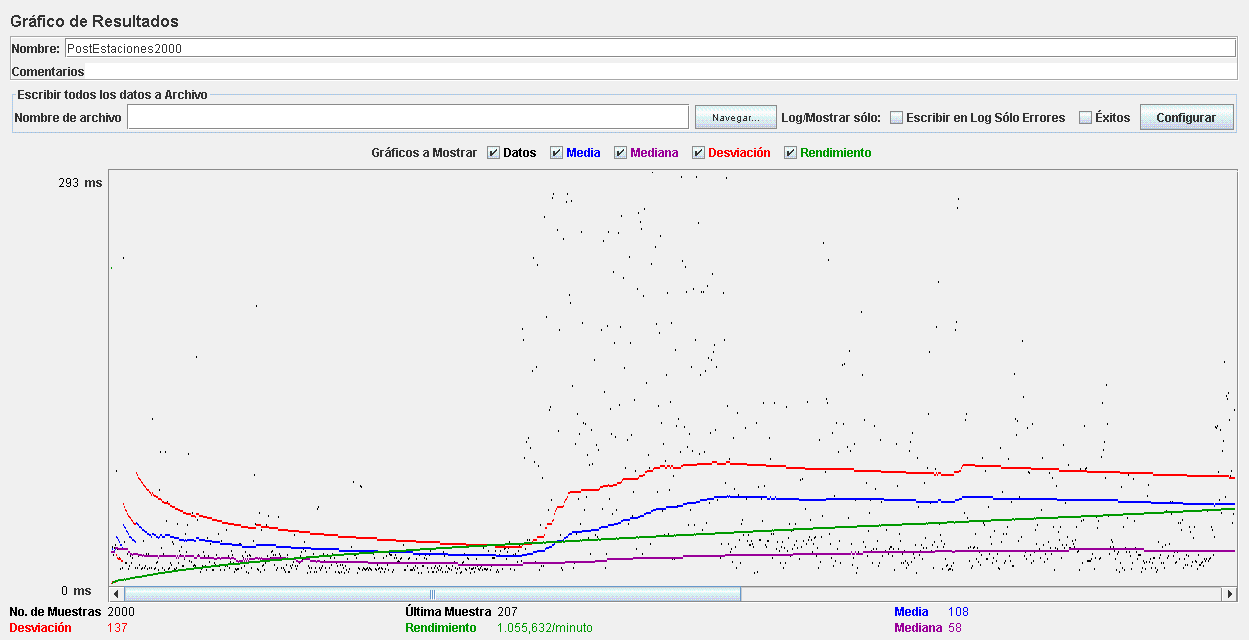 Gráfico de Resultados
Nombre: PostEstaciones2000
Comentarios
Escribir todos los datos a Archivo
Nombre de archivo Navegar... Log/Mostrar sólo: Escribir en Log Sólo Errores Éxitos Configurar
Gráficos a Mostrar Datos Media Mediana Desviación Rendimiento
293 ms
0 ms
No. de Muestras 2000 Última Muestra 207 Media 108
Desviación 137 Rendimiento 1.055,632/minuto Mediana 58